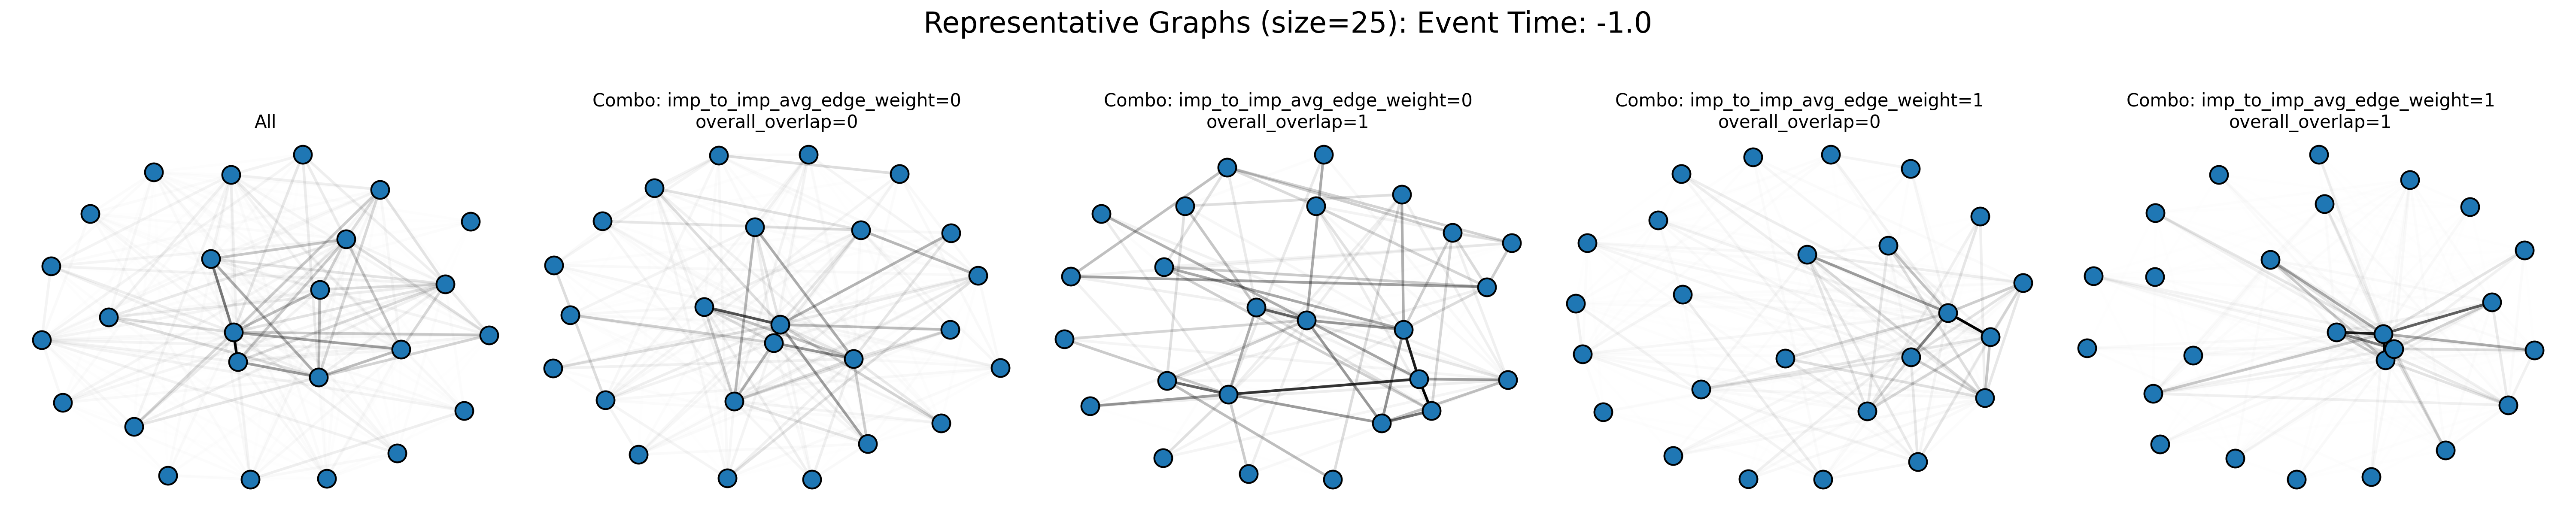 Representative Graphs (size=25): Event Time: -1.0
All
Combo: imp_to_imp_avg_edge_weight=0
overall_overlap=0
Combo: imp_to_imp_avg_edge_weight=0
overall_overlap=1
Combo: imp_to_imp_avg_edge_weight=1
overall_overlap=0
Combo: imp_to_imp_avg_edge_weight=1
overall_overlap=1